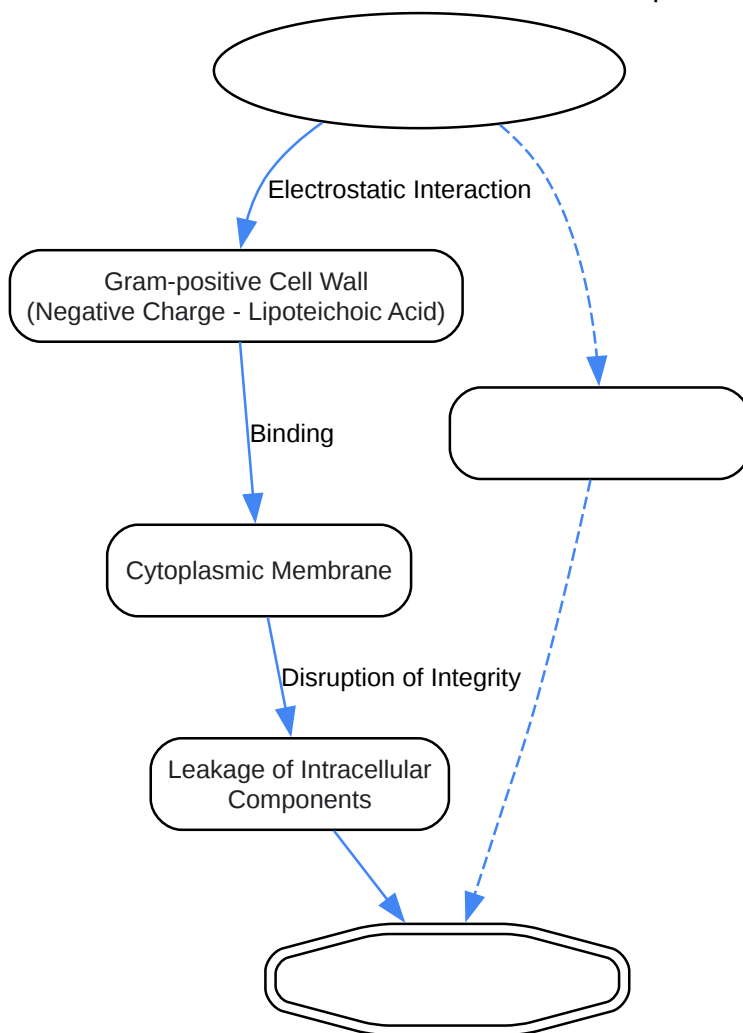 Electrostatic Interaction
Gram-positive Cell Wall
(Negative Charge - Lipoteichoic Acid)
Binding
Cytoplasmic Membrane
Disruption of Integrity
Leakage of Intracellular
Components